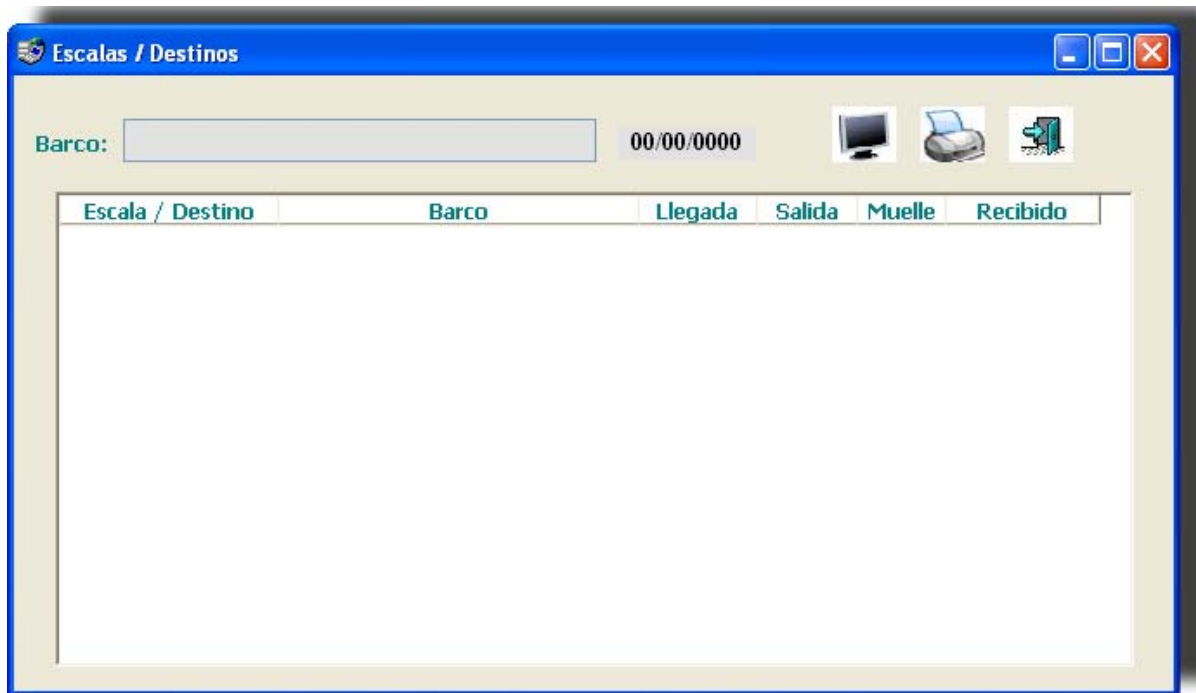 Escalas / Destinos
Barco: 00/00/0000
Escala / Destino Barco Llegada Salida Muelle Recibido